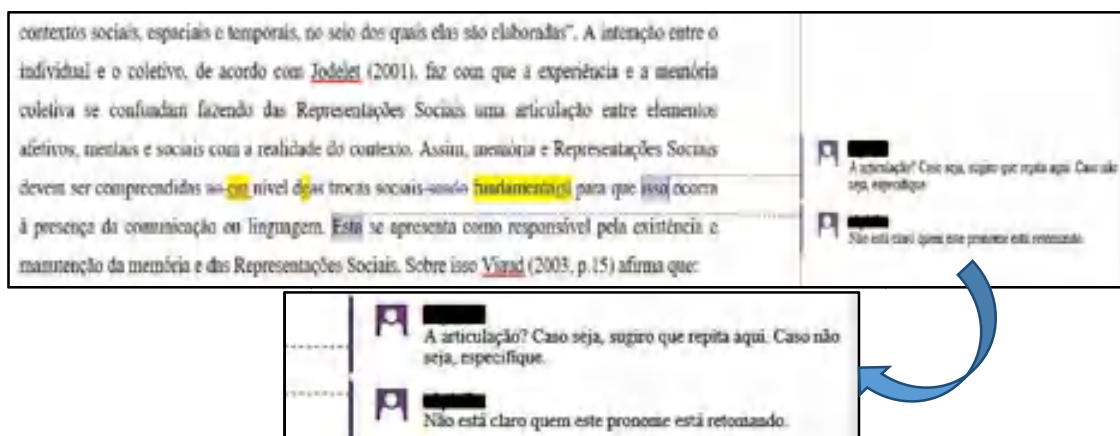 contextos sociais, espaciais e temporais, no seio dos quais elas são elaboradas”. A interação entre o
individual e o coletivo, de acordo com Jodelet (2001), faz com que a experiência e a memória
coletiva se confundam fazendo das Representações Sociais uma articulação entre elementos
afetivos, mentais e sociais com a realidade do contexto. Assim, memória e Representações Sociais
devem ser compreendidas ao em nível deas trocas sociais sendo fundamentais para que isso ocorra
à presença da comunicação ou linguagem. Esta se apresenta como responsável pela existência e
manutenção da memória e das Representações Sociais. Sobre isso (2003, p.15) afirma que:
A articulação? Caso seja, sugiro que repita aqui. Caso não
seja, especifique
Não está claro quem este pronome está retomando.
A articulação? Caso seja, sugiro que repita aqui. Caso não
seja, especifique.
Não está claro quem este pronome está retomando.